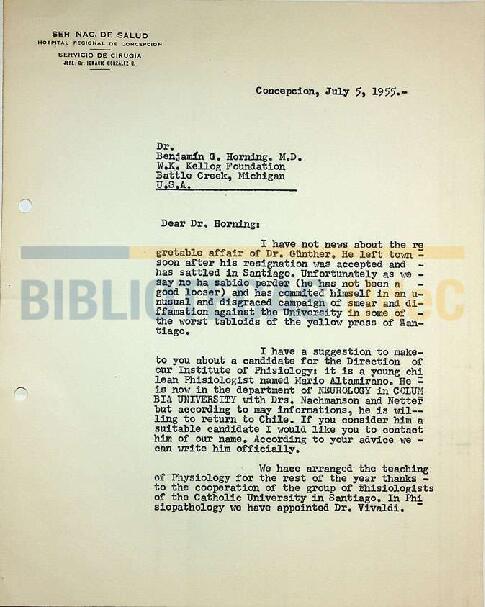 SER. NAC. DE SALUD
HOSPITAL REGIONAL DE CONCEPCION
SERVICIO DE CIRUGIA
JEFE: Dr. IGNACIO GONZALEZ G.
Concepcion, July 5, 1955.-
Dr.
Benjamin G. Horning. M.D.
W.K. Kellog Foundation
Battle Creek, Michigan
U.S.A.
Dear Dr. Horning:
I have not news about the re
gretable affair of Dr. Günther. He left town -
soon after his resignation was accepted and -
has sattled in Santiago. Unfortunately as we -
say no ha sabido perder (he has not been a
good looser) and has commited himself in an u-
nusual and disgraced campaign of smear and di-
ffamation against the University in some of
the worst tabloids of the yellow press of San-
tiago.
I have a suggestion to make-
to you about a candidate for the Direction of
our Institute of Phisiology: it is a young chi
lean Phisiologist named Mario Altamirano. He -
is now in the department of NEUROLOGY in COLUM
BIA UNIVERSITY with Drs. Nachmanson and Netter
but according to may informations, he is wil--
ling to return to Chile. If you consider him a
suitable candidate I would like you to contact
him of our name. According to your advice we -
can write him officially.
We have arranged the teaching
of Physiology for the rest of the year thanks -
to the cooperation of the group of Phisiologists
of the Catholic University in Santiago. In Phi
siopathology we have appointed Dr. Vivaldi.